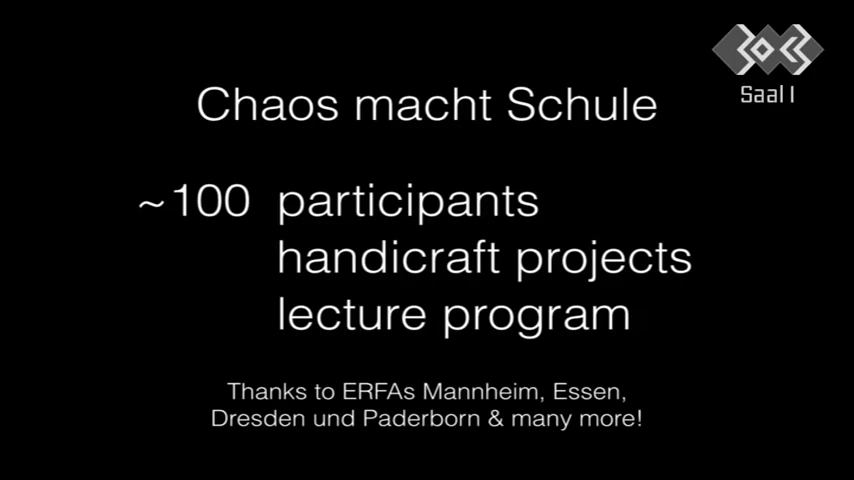 Saal 1
Chaos macht Schule
~100 participants
handicraft projects
lecture program
Thanks to ERFAs Mannheim, Essen,
Dresden und Paderborn & many more!